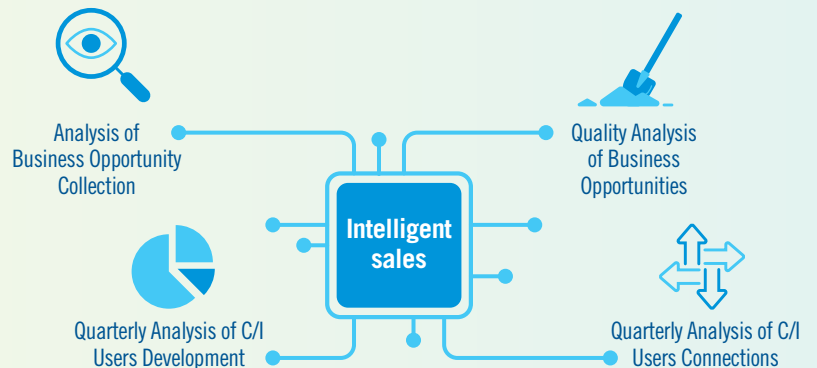 Analysis of
Business Opportunity
Collection
Quality Analysis
of Business
Opportunities
Intelligent
sales
Quarterly Analysis of C/I
Users Development
Quarterly Analysis of C/I
Users Connections